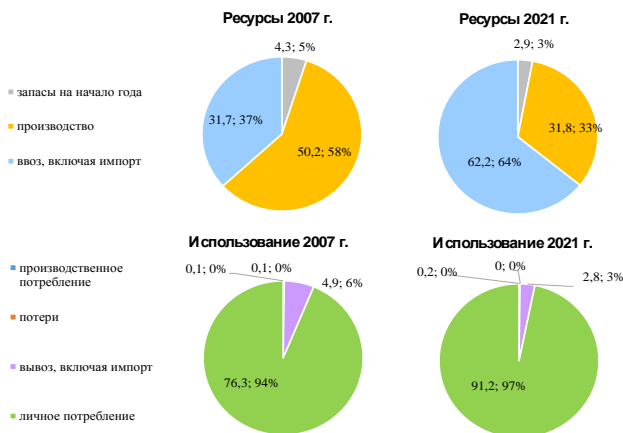 Ресурсы 2007 г.
Ресурсы 2021 г.
4,3; 5%
2,9; 3%
запасы на начало года
производство
ввоз, включая импорт
31,7; 37%
50,2; 58%
31,8; 33%
62,2; 64%
Использование 2007 г.
Использование 2021 г.
производственное
потребление
потери
вывоз, включая импорт
личное потребление
0,1; 0%
0,1; 0%
4,9; 6%
76,3; 94%
0,2; 0%
0; 0%
2,8; 3%
91,2; 97%